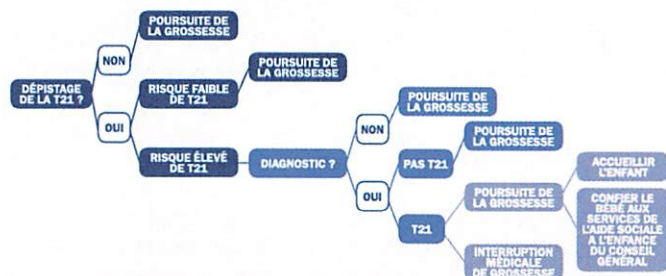 POURSUITE DE
LA GROSSESSE
NON
POURSUITE DE
LA GROSSESSE
DÉPISTAGE
DE LA T21 ?
RISQUE FAIBLE
DE T21
OUI
POURSUITE DE
LA GROSSESSE
NON
RISQUE ÉLEVÉ
DE T21
DIAGNOSTIC ?
POURSUITE DE
LA GROSSESSE
PAS T21
ACCUEILLIR
L'ENFANT
OUI
POURSUITE DE
LA GROSSESSE
T21
CONFIER LE
BÉBÉ AUX
SERVICES DE
L'AIDE SOCIALE
A L'ENFANCE
DU CONSEIL
GÉNÉRAL
INTERRUPTION
MÉDICALE
DE GROSSESSE